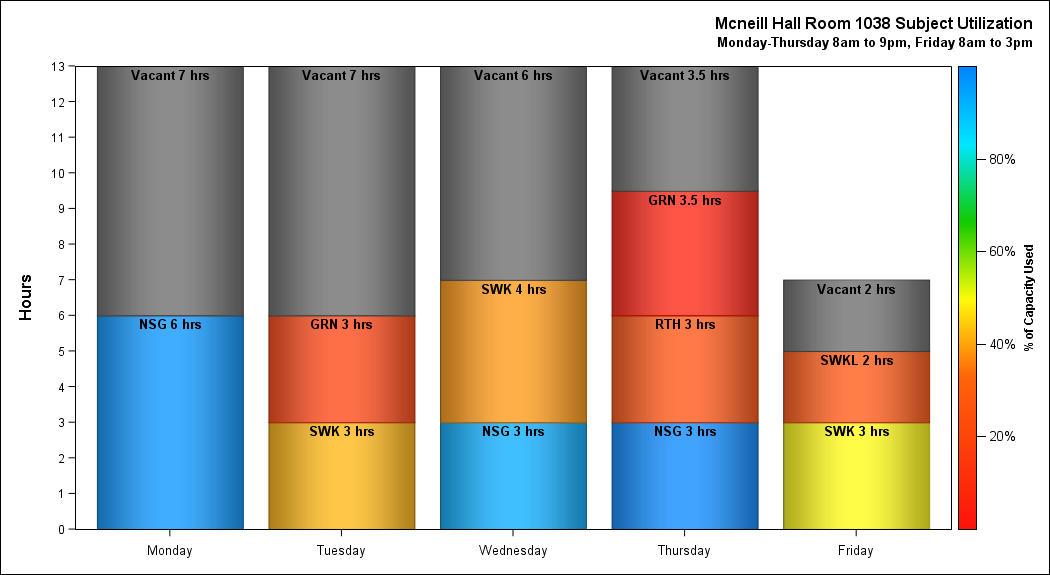 Mcneill Hall Room 1038 Subject Utilization
Monday-Thursday 8am to 9pm, Friday 8am to 3pm
Hours
13
12
11
10
9
8
7
6
5
4
3
2
1
0
Vacant 7 hrs
NSG 6 hrs
Vacant 7 hrs
GRN 3 hrs
SWK 3 hrs
Vacant 6 hrs
SWK 4 hrs
NSG 3 hrs
Vacant 3.5 hrs
GRN 3.5 hrs
RTH 3 hrs
NSG 3 hrs
Vacant 2 hrs
SWKL 2 hrs
SWK 3 hrs
Monday
Tuesday
Wednesday
Thursday
Friday
80%
60%
40%
20%
% of Capacity Used